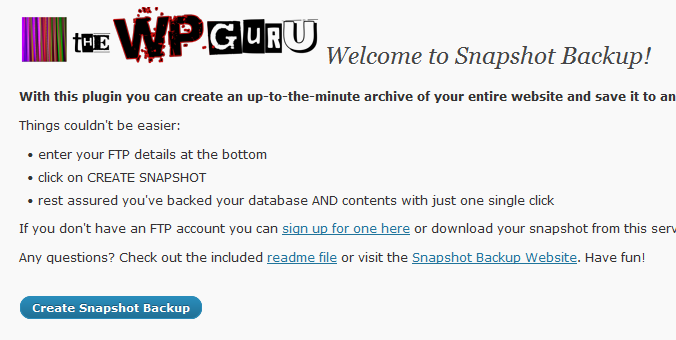 the WP GURU Welcome to Snapshot Backup!
With this plugin you can create an up-to-the-minute archive of your entire website and save it to an
Things couldn't be easier:
• enter your FTP details at the bottom
• click on CREATE SNAPSHOT
• rest assured you've backed your database AND contents with just one single click
If you don't have an FTP account you can sign up for one here or download your snapshot from this serv
Any questions? Check out the included readme file or visit the Snapshot Backup Website. Have fun!
Create Snapshot Backup